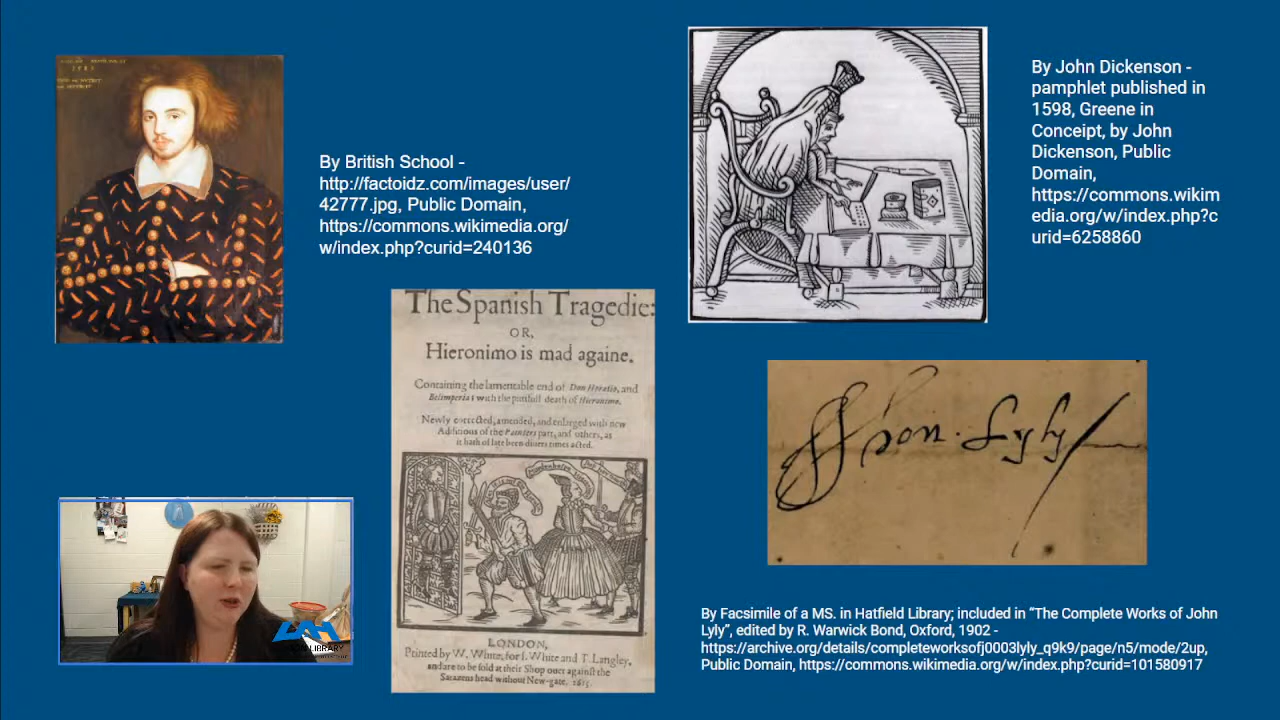 By British School -
http://factoidz.com/images/user/
42777.jpg, Public Domain,
https://commons.wikimedia.org/
w/index.php?curid=240136
By John Dickenson -
pamphlet published in
1598, Greene in
Conceipt, by John
Dickenson, Public
Domain,
https://commons.wikim
edia.org/w/index.php?c
urid=6258860
The Spanish Tragedie:
OR,
Hieronimo is mad againe.
Containing the lamentable end of Don Horatio, and
Belimperia; with the pittifull death of Hieronimo.
Newly corrected, amended, and enlarged with new
Additions of the Painters part, and others, as
it hath of late been divers times acted.
LONDON,
Printed by W. White, for I. White and T. Langley,
and are to be sold at their Shop over against the
Sarazens head without New-gate. 1615.
Jhon. Lyly
By Facsimile of a MS. in Hatfield Library; included in “The Complete Works of John
Lyly”, edited by R. Warwick Bond, Oxford, 1902 -
https://archive.org/details/completeworksofj0003lyly_q9k9/page/n5/mode/2up,
Public Domain, https://commons.wikimedia.org/w/index.php?curid=101580917
LIBRARY